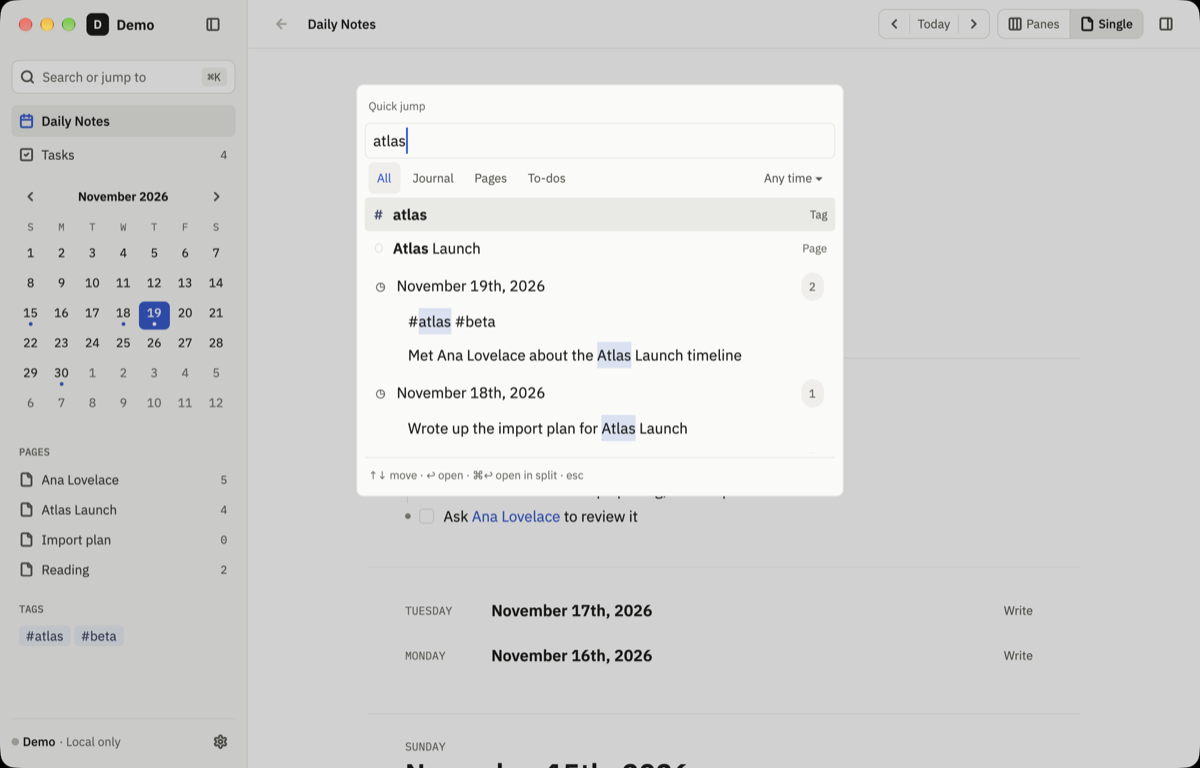 D Demo
Search or jump to ⌘K
Daily Notes
Tasks 4
November 2026
S M T W T F S
1 2 3 4 5 6 7
8 9 10 11 12 13 14
15 16 17 18 19 20 21
22 23 24 25 26 27 28
29 30 1 2 3 4 5
6 7 8 9 10 11 12
PAGES
Ana Lovelace 5
Atlas Launch 4
Import plan 0
Reading 2
TAGS
#atlas #beta
Demo · Local only
Daily Notes
Today
Panes
Single
Quick jump
atlas
All Journal Pages To-dos Any time
# atlas Tag
Atlas Launch Page
November 19th, 2026 2
#atlas #beta
Met Ana Lovelace about the Atlas Launch timeline
November 18th, 2026 1
Wrote up the import plan for Atlas Launch
↑↓ move · ↩ open · ⌘↩ open in split · esc
Ask Ana Lovelace to review it
TUESDAY November 17th, 2026 Write
MONDAY November 16th, 2026 Write
SUNDAY
November 15th, 2026